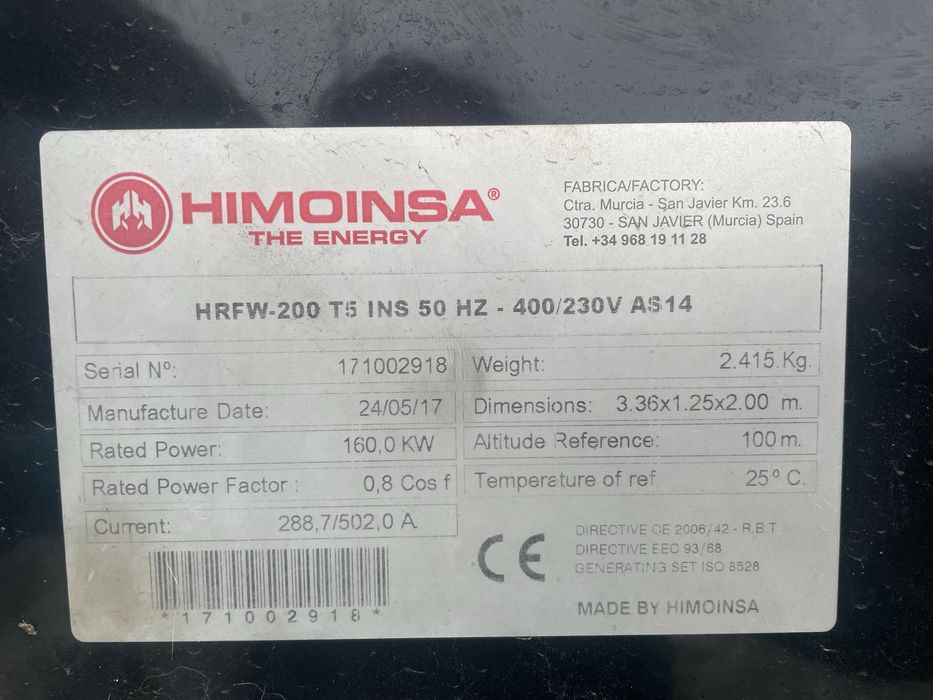 HIMOINSA®
THE ENERGY
FABRICA/FACTORY:
Ctra. Murcia - San Javier Km. 23.6
30730 - SAN JAVIER (Murcia) Spain
Tel. +34 968 19 11 28
HRFW-200 T5 INS 50 HZ - 400/230V AS14
Serial Nº: 171002918
Manufacture Date: 24/05/17
Rated Power: 160,0 KW
Rated Power Factor : 0,8 Cos f
Current: 288,7/502,0 A.
Weight: 2.415 Kg.
Dimensions: 3.36x1.25x2.00 m.
Altitude Reference: 100 m.
Temperature of ref 25º C.
*171002918*
CE
DIRECTIVE CE 2006/42 - R.B.T
DIRECTIVE EEC 93/68
GENERATING SET ISO 8528
MADE BY HIMOINSA